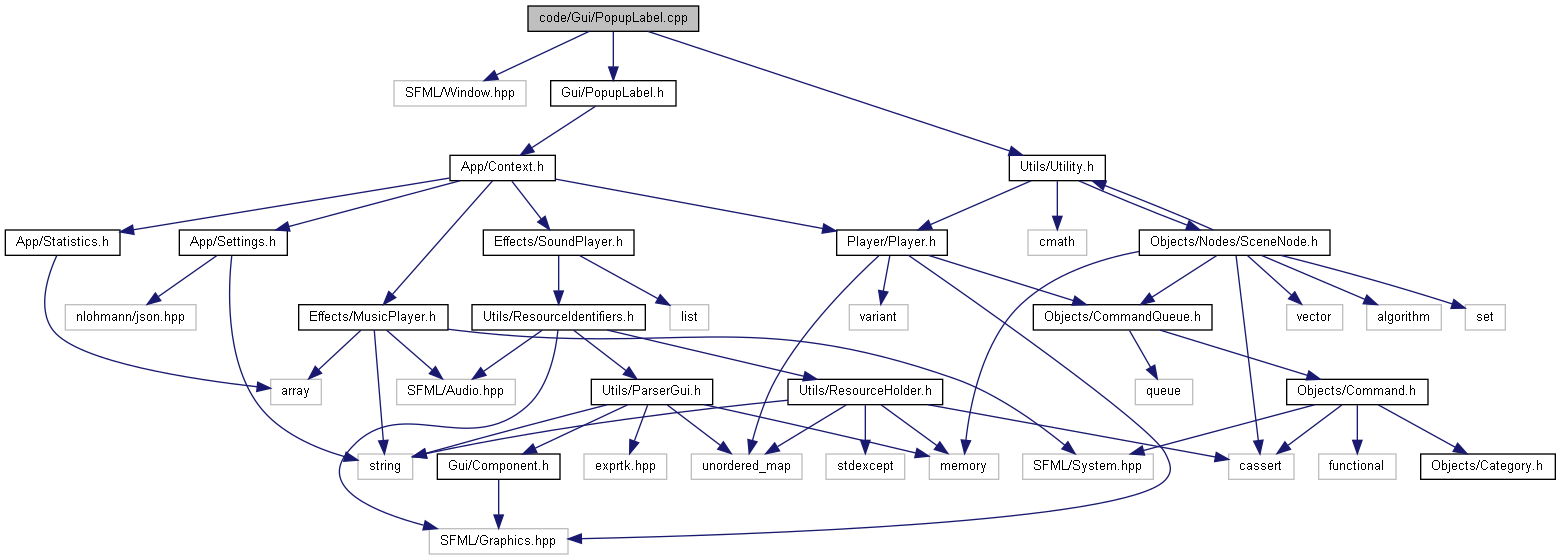 code/Gui/PopupLabel.cpp
SFML/Window.hpp
Gui/PopupLabel.h
App/Context.h
Utils/Utility.h
App/Statistics.h
App/Settings.h
Effects/SoundPlayer.h
Player/Player.h
cmath
Objects/Nodes/SceneNode.h
nlohmann/json.hpp
Effects/MusicPlayer.h
Utils/ResourceIdentifiers.h
list
variant
Objects/CommandQueue.h
vector
algorithm
set
array
SFML/Audio.hpp
Utils/ParserGui.h
Utils/ResourceHolder.h
queue
Objects/Command.h
string
Gui/Component.h
exprtk.hpp
unordered_map
stdexcept
memory
SFML/System.hpp
cassert
functional
Objects/Category.h
SFML/Graphics.hpp